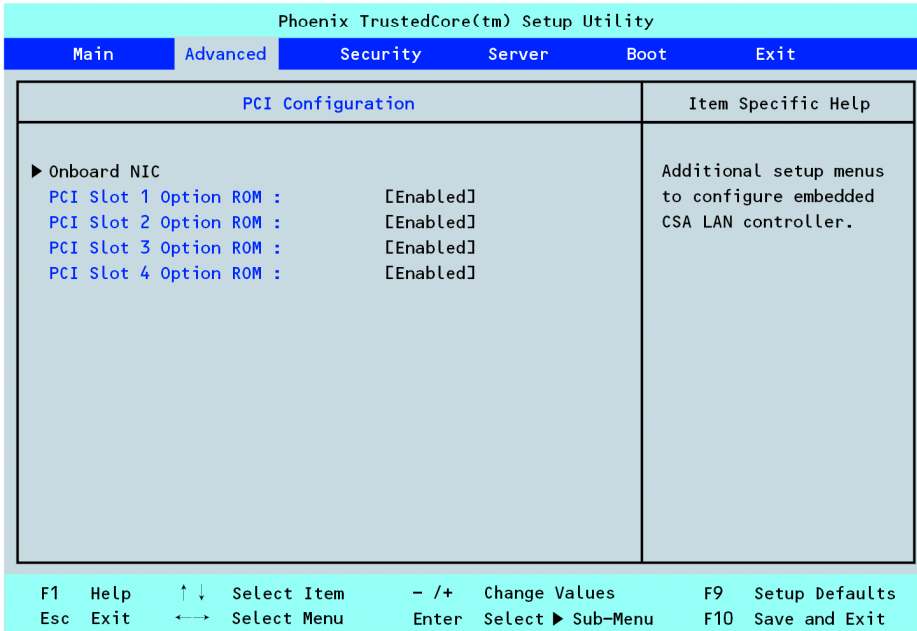 Phoenix TrustedCore(tm) Setup Utility
Main Advanced Security Server Boot Exit
PCI Configuration
Item Specific Help
▶ Onboard NIC
PCI Slot 1 Option ROM : [Enabled]
PCI Slot 2 Option ROM : [Enabled]
PCI Slot 3 Option ROM : [Enabled]
PCI Slot 4 Option ROM : [Enabled]
Additional setup menus
to configure embedded
CSA LAN controller.
F1 Help ↑↓ Select Item - /+ Change Values F9 Setup Defaults
Esc Exit ←→ Select Menu Enter Select ▶ Sub-Menu F10 Save and Exit